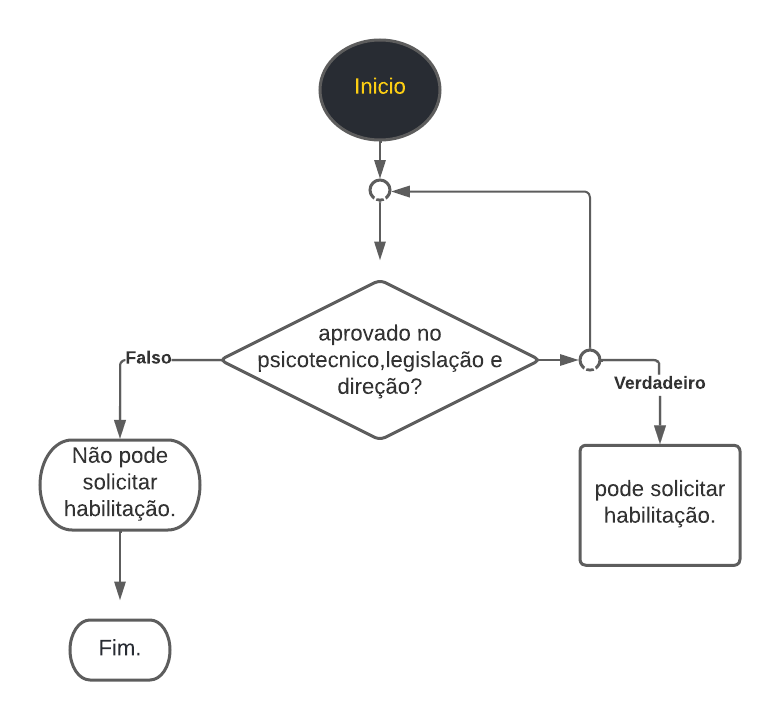 Inicio
aprovado no
psicotecnico,legislação e
direção?
Falso
Verdadeiro
Não pode
solicitar
habilitação.
pode solicitar
habilitação.
Fim.